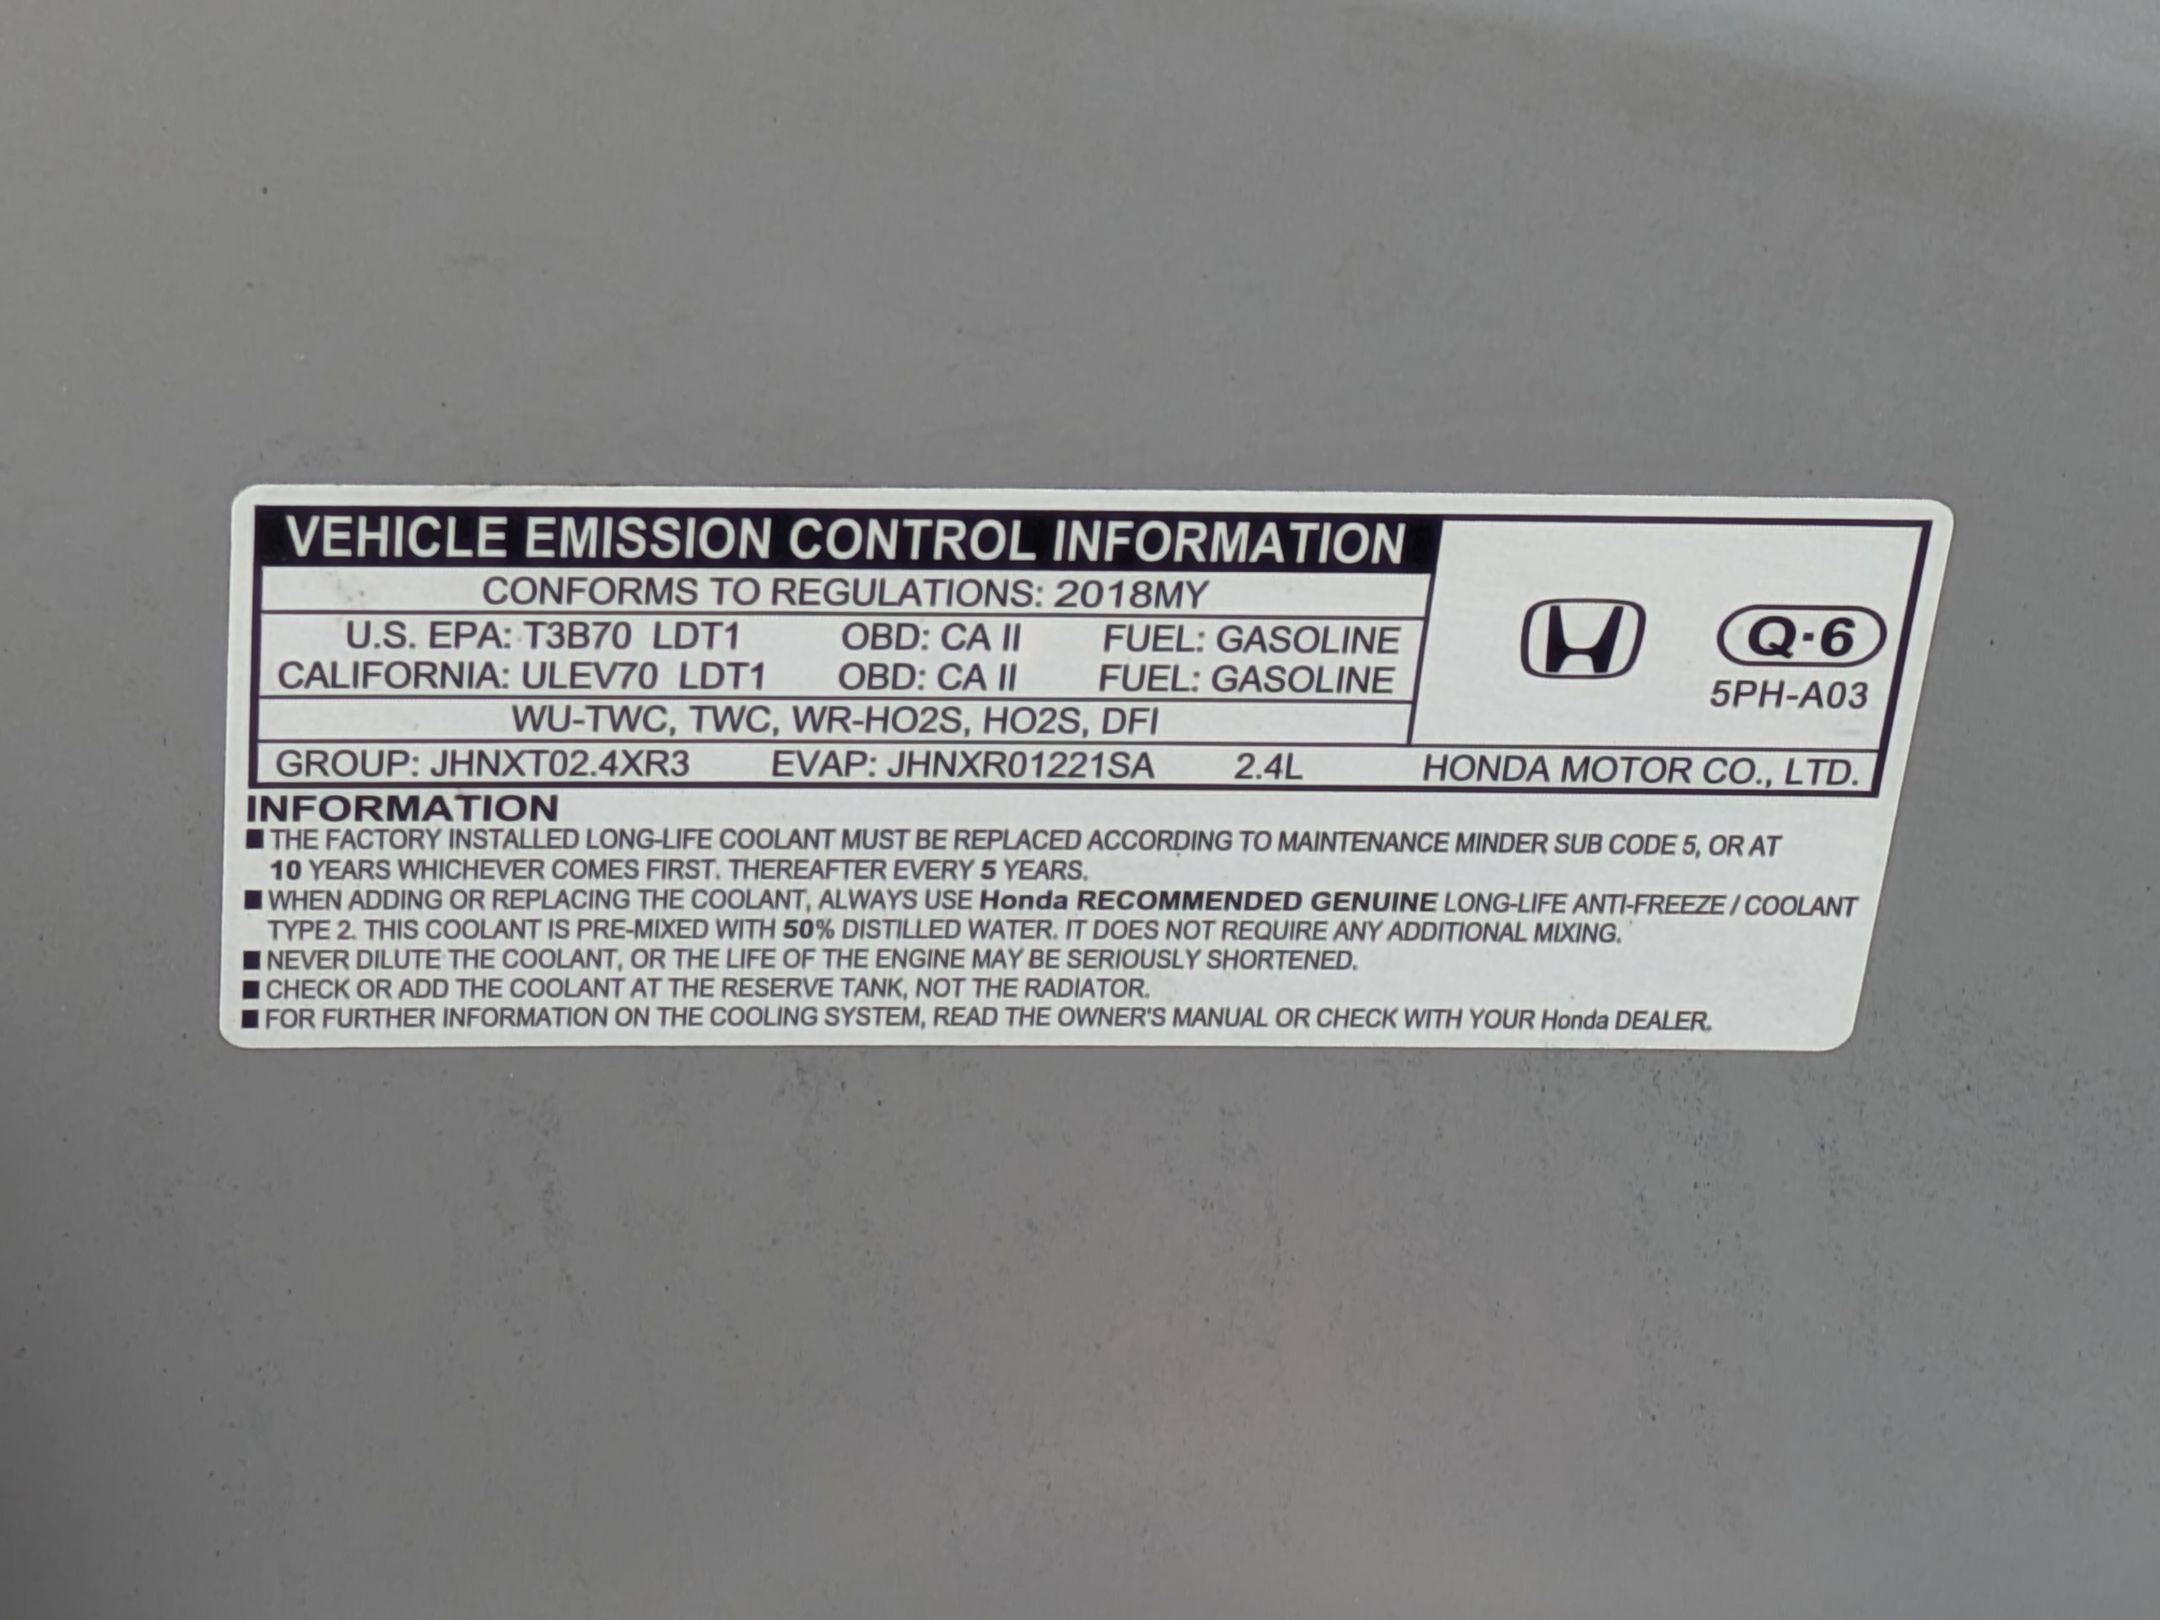 VEHICLE EMISSION CONTROL INFORMATION
CONFORMS TO REGULATIONS: 2018MY
U.S. EPA: T3B70 LDT1 OBD: CA II FUEL: GASOLINE
CALIFORNIA: ULEV70 LDT1 OBD: CA II FUEL: GASOLINE
WU-TWC, TWC, WR-HO2S, HO2S, DFI
Q-6
5PH-A03
GROUP: JHNXT02.4XR3 EVAP: JHNXR01221SA 2.4L HONDA MOTOR CO., LTD.
INFORMATION
■ THE FACTORY INSTALLED LONG-LIFE COOLANT MUST BE REPLACED ACCORDING TO MAINTENANCE MINDER SUB CODE 5, OR AT
10 YEARS WHICHEVER COMES FIRST. THEREAFTER EVERY 5 YEARS.
■ WHEN ADDING OR REPLACING THE COOLANT, ALWAYS USE Honda RECOMMENDED GENUINE LONG-LIFE ANTI-FREEZE / COOLANT
TYPE 2. THIS COOLANT IS PRE-MIXED WITH 50% DISTILLED WATER. IT DOES NOT REQUIRE ANY ADDITIONAL MIXING.
■ NEVER DILUTE THE COOLANT, OR THE LIFE OF THE ENGINE MAY BE SERIOUSLY SHORTENED.
■ CHECK OR ADD THE COOLANT AT THE RESERVE TANK, NOT THE RADIATOR.
■ FOR FURTHER INFORMATION ON THE COOLING SYSTEM, READ THE OWNER'S MANUAL OR CHECK WITH YOUR Honda DEALER.